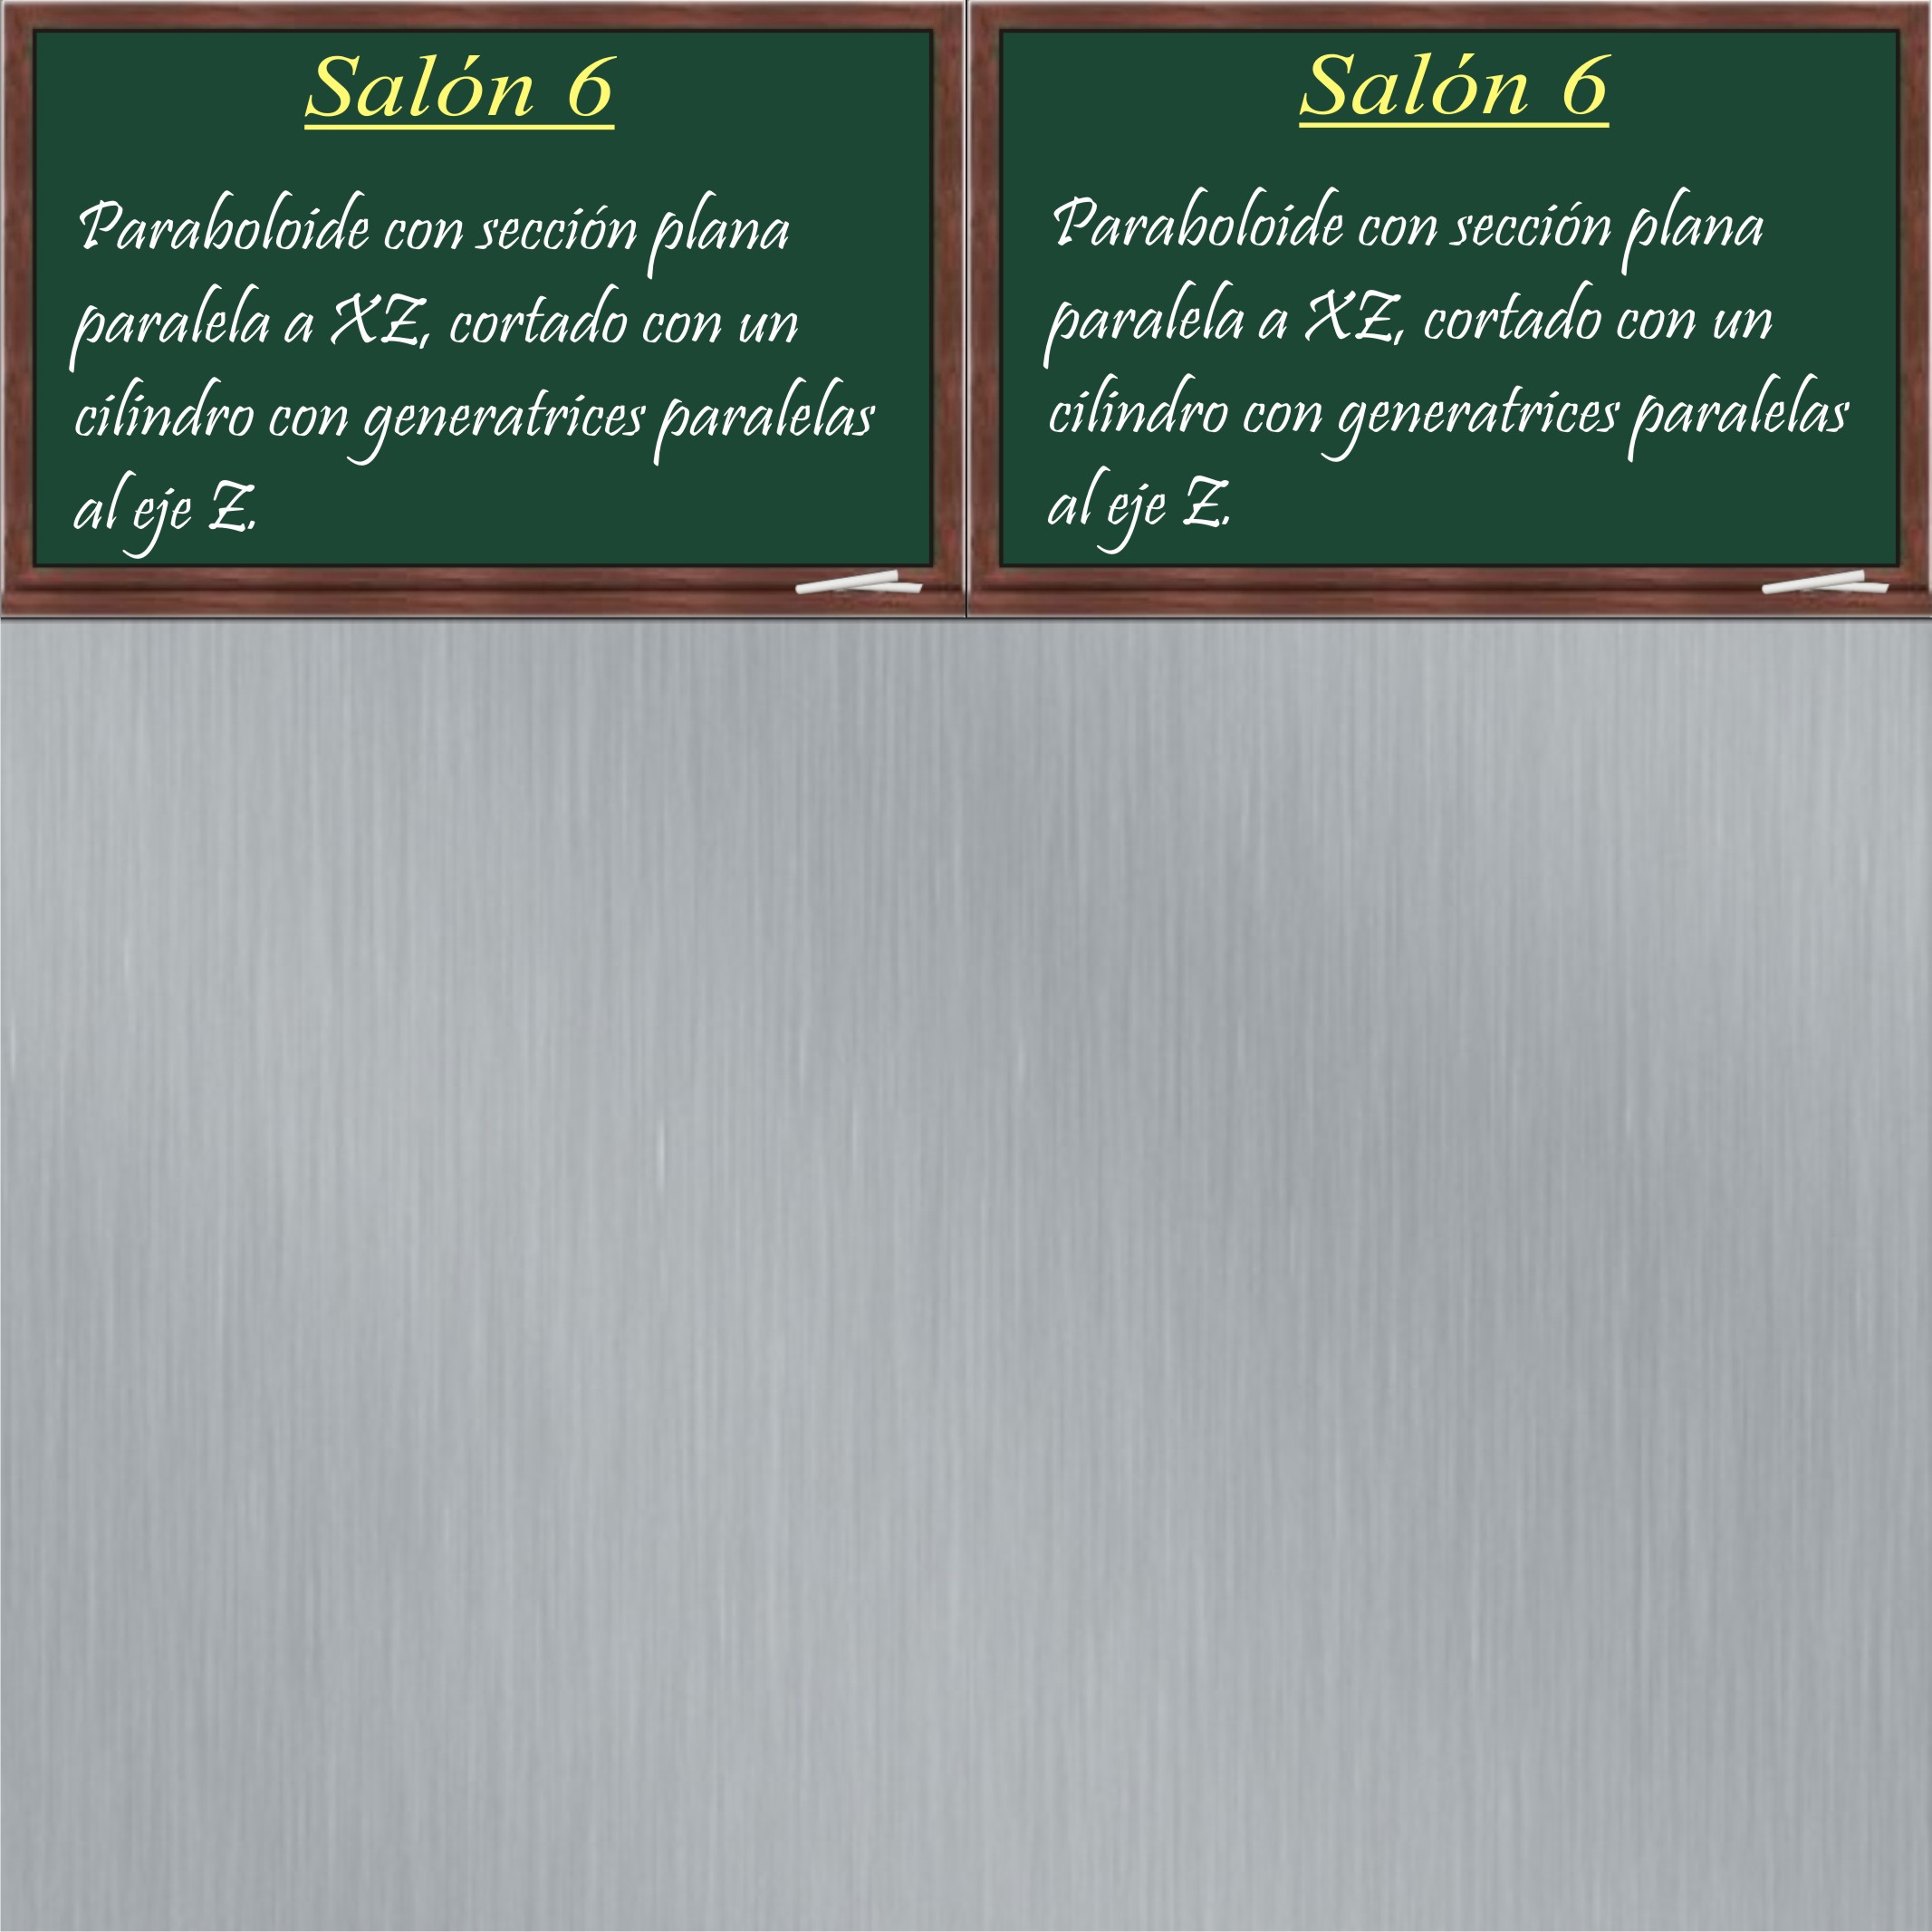 Salón 6
Paraboloide con sección plana
paralela a XZ, cortado con un
cilindro con generatrices paralelas
al eje Z.
Salón 6
Paraboloide con sección plana
paralela a XZ, cortado con un
cilindro con generatrices paralelas
al eje Z.